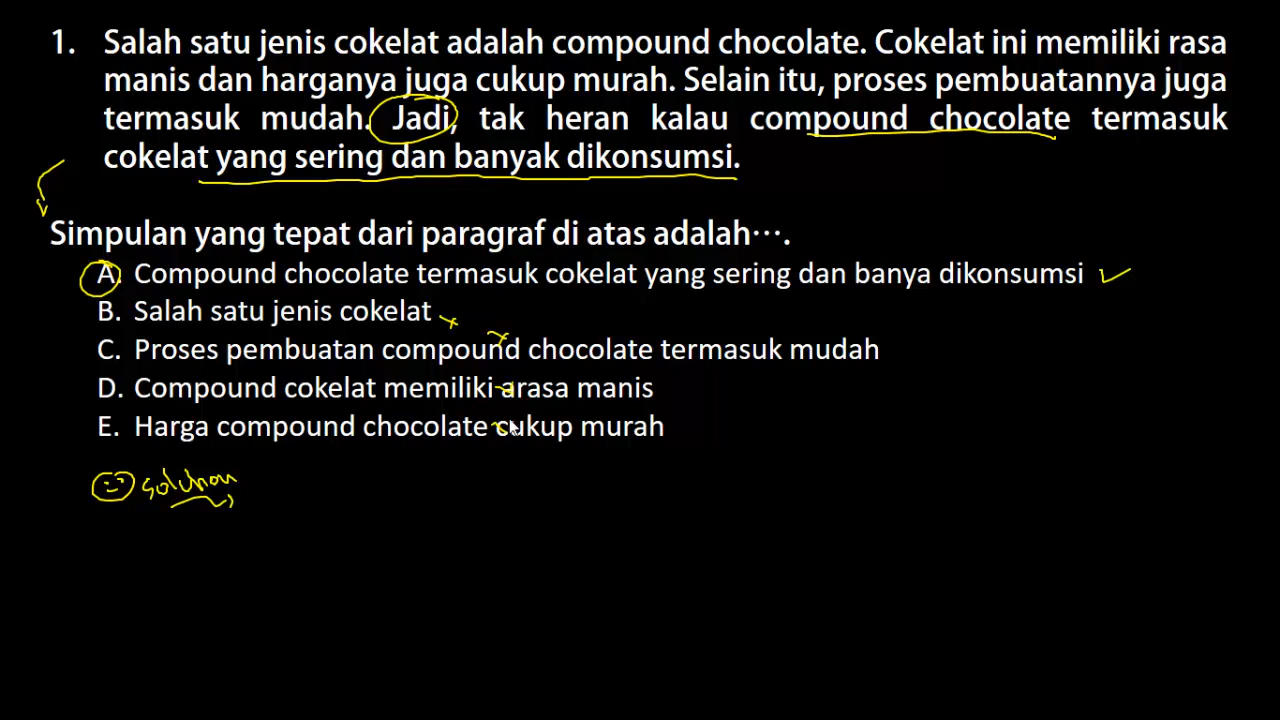 1. Salah satu jenis cokelat adalah compound chocolate. Cokelat ini memiliki rasa
manis dan harganya juga cukup murah. Selain itu, proses pembuatannya juga
termasuk mudah. Jadi, tak heran kalau compound chocolate termasuk
cokelat yang sering dan banyak dikonsumsi.
Simpulan yang tepat dari paragraf di atas adalah….
A. Compound chocolate termasuk cokelat yang sering dan banya dikonsumsi
B. Salah satu jenis cokelat
C. Proses pembuatan compound chocolate termasuk mudah
D. Compound cokelat memiliki arasa manis
E. Harga compound chocolate cukup murah
solution